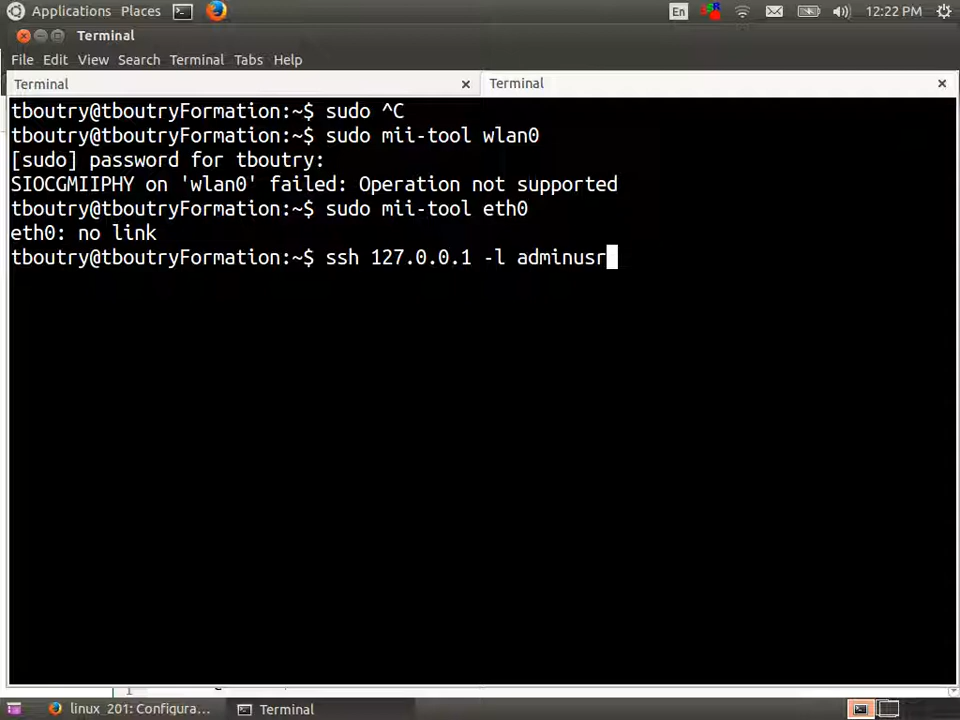 Applications Places En 12:22 PM
Terminal
File Edit View Search Terminal Tabs Help
Terminal × Terminal ×
tboutry@tboutryFormation:~$ sudo ^C
tboutry@tboutryFormation:~$ sudo mii-tool wlan0
[sudo] password for tboutry:
SIOCGMIIPHY on 'wlan0' failed: Operation not supported
tboutry@tboutryFormation:~$ sudo mii-tool eth0
eth0: no link
tboutry@tboutryFormation:~$ ssh 127.0.0.1 -l adminusr
1
linux_201: Configura... Terminal